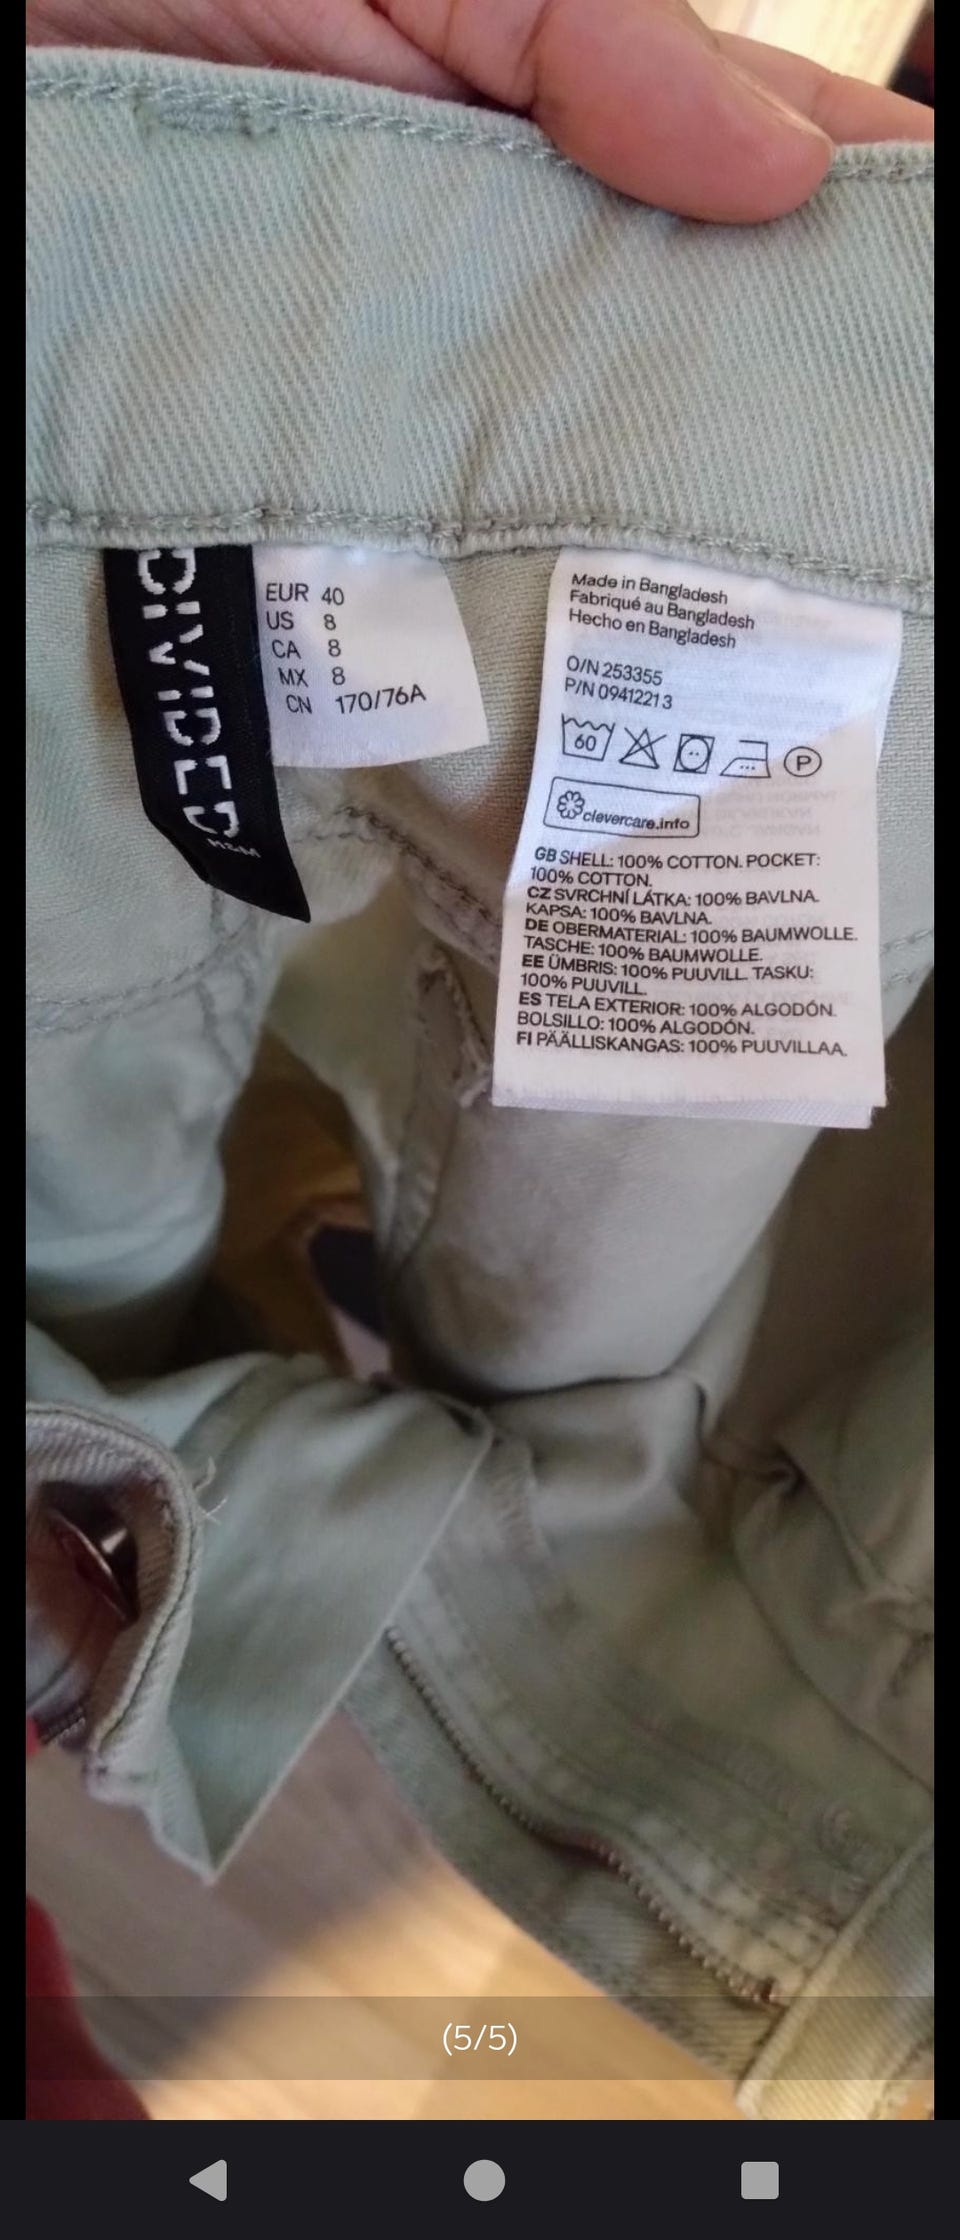 DIVIDED
H&M
EUR 40
US 8
CA 8
MX 8
CN 170/76A
Made in Bangladesh
Fabriqué au Bangladesh
Hecho en Bangladesh
O/N 253355
P/N 0941221 3
60
P
clevercare.info
GB SHELL: 100% COTTON. POCKET:
100% COTTON.
CZ SVRCHNÍ LÁTKA: 100% BAVLNA.
KAPSA: 100% BAVLNA.
DE OBERMATERIAL: 100% BAUMWOLLE.
TASCHE: 100% BAUMWOLLE.
EE ÜMBRIS: 100% PUUVILL. TASKU:
100% PUUVILL.
ES TELA EXTERIOR: 100% ALGODÓN.
BOLSILLO: 100% ALGODÓN.
FI PÄÄLLISKANGAS: 100% PUUVILLAA.
(5/5)